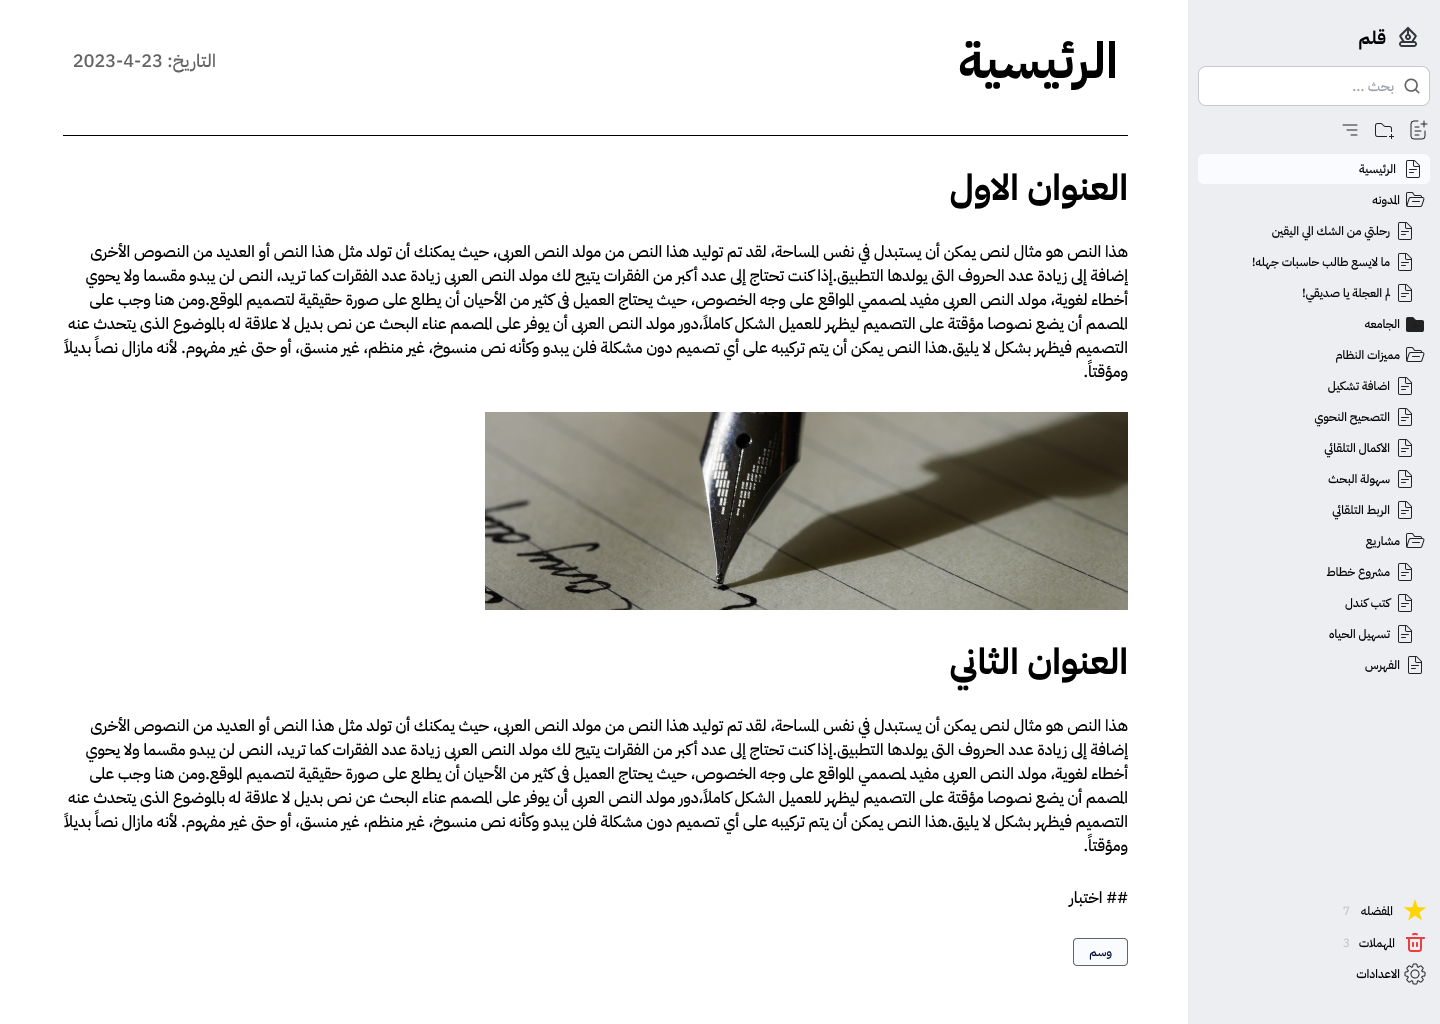 قلم
بحث ...
الرئيسية
المدونه
رحلتي من الشك الي اليقين
ما لايسع طالب حاسبات جهله!
لم العجلة يا صديقي!
الجامعه
مميزات النظام
اضافة تشكيل
التصحيح النحوي
الاكمال التلقائي
سهولة البحث
الربط التلقائي
مشاريع
مشروع خطاط
كتب كندل
تسهيل الحياه
الفهرس
المفضله 7
المهملات 3
الاعدادات
الرئيسية
التاريخ: 23-4-2023
العنوان الاول
هذا النص هو مثال لنص يمكن أن يستبدل في نفس المساحة، لقد تم توليد هذا النص من مولد النص العربى، حيث يمكنك أن تولد مثل هذا النص أو العديد من النصوص الأخرى
إضافة إلى زيادة عدد الحروف التى يولدها التطبيق.إذا كنت تحتاج إلى عدد أكبر من الفقرات يتيح لك مولد النص العربى زيادة عدد الفقرات كما تريد، النص لن يبدو مقسما ولا يحوي
أخطاء لغوية، مولد النص العربى مفيد لمصممي المواقع على وجه الخصوص، حيث يحتاج العميل فى كثير من الأحيان أن يطلع على صورة حقيقية لتصميم الموقع.ومن هنا وجب على
المصمم أن يضع نصوصا مؤقتة على التصميم ليظهر للعميل الشكل كاملاً،دور مولد النص العربى أن يوفر على المصمم عناء البحث عن نص بديل لا علاقة له بالموضوع الذى يتحدث عنه
التصميم فيظهر بشكل لا يليق.هذا النص يمكن أن يتم تركيبه على أي تصميم دون مشكلة فلن يبدو وكأنه نص منسوخ، غير منظم، غير منسق، أو حتى غير مفهوم. لأنه مازال نصاً بديلاً
ومؤقتاً.
العنوان الثاني
هذا النص هو مثال لنص يمكن أن يستبدل في نفس المساحة، لقد تم توليد هذا النص من مولد النص العربى، حيث يمكنك أن تولد مثل هذا النص أو العديد من النصوص الأخرى
إضافة إلى زيادة عدد الحروف التى يولدها التطبيق.إذا كنت تحتاج إلى عدد أكبر من الفقرات يتيح لك مولد النص العربى زيادة عدد الفقرات كما تريد، النص لن يبدو مقسما ولا يحوي
أخطاء لغوية، مولد النص العربى مفيد لمصممي المواقع على وجه الخصوص، حيث يحتاج العميل فى كثير من الأحيان أن يطلع على صورة حقيقية لتصميم الموقع.ومن هنا وجب على
المصمم أن يضع نصوصا مؤقتة على التصميم ليظهر للعميل الشكل كاملاً،دور مولد النص العربى أن يوفر على المصمم عناء البحث عن نص بديل لا علاقة له بالموضوع الذى يتحدث عنه
التصميم فيظهر بشكل لا يليق.هذا النص يمكن أن يتم تركيبه على أي تصميم دون مشكلة فلن يبدو وكأنه نص منسوخ، غير منظم، غير منسق، أو حتى غير مفهوم. لأنه مازال نصاً بديلاً
ومؤقتاً.
## اختبار
وسم